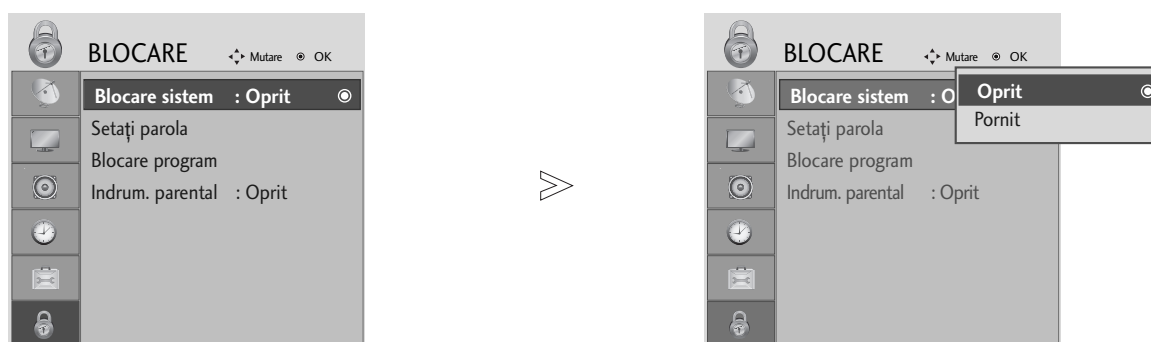 BLOCARE Mutare OK
Blocare sistem : Oprit
Setaţi parola
Blocare program
Indrum. parental : Oprit
BLOCARE Mutare OK
Blocare sistem : O
Oprit
Pornit
Setaţi parola
Blocare program
Indrum. parental : Oprit